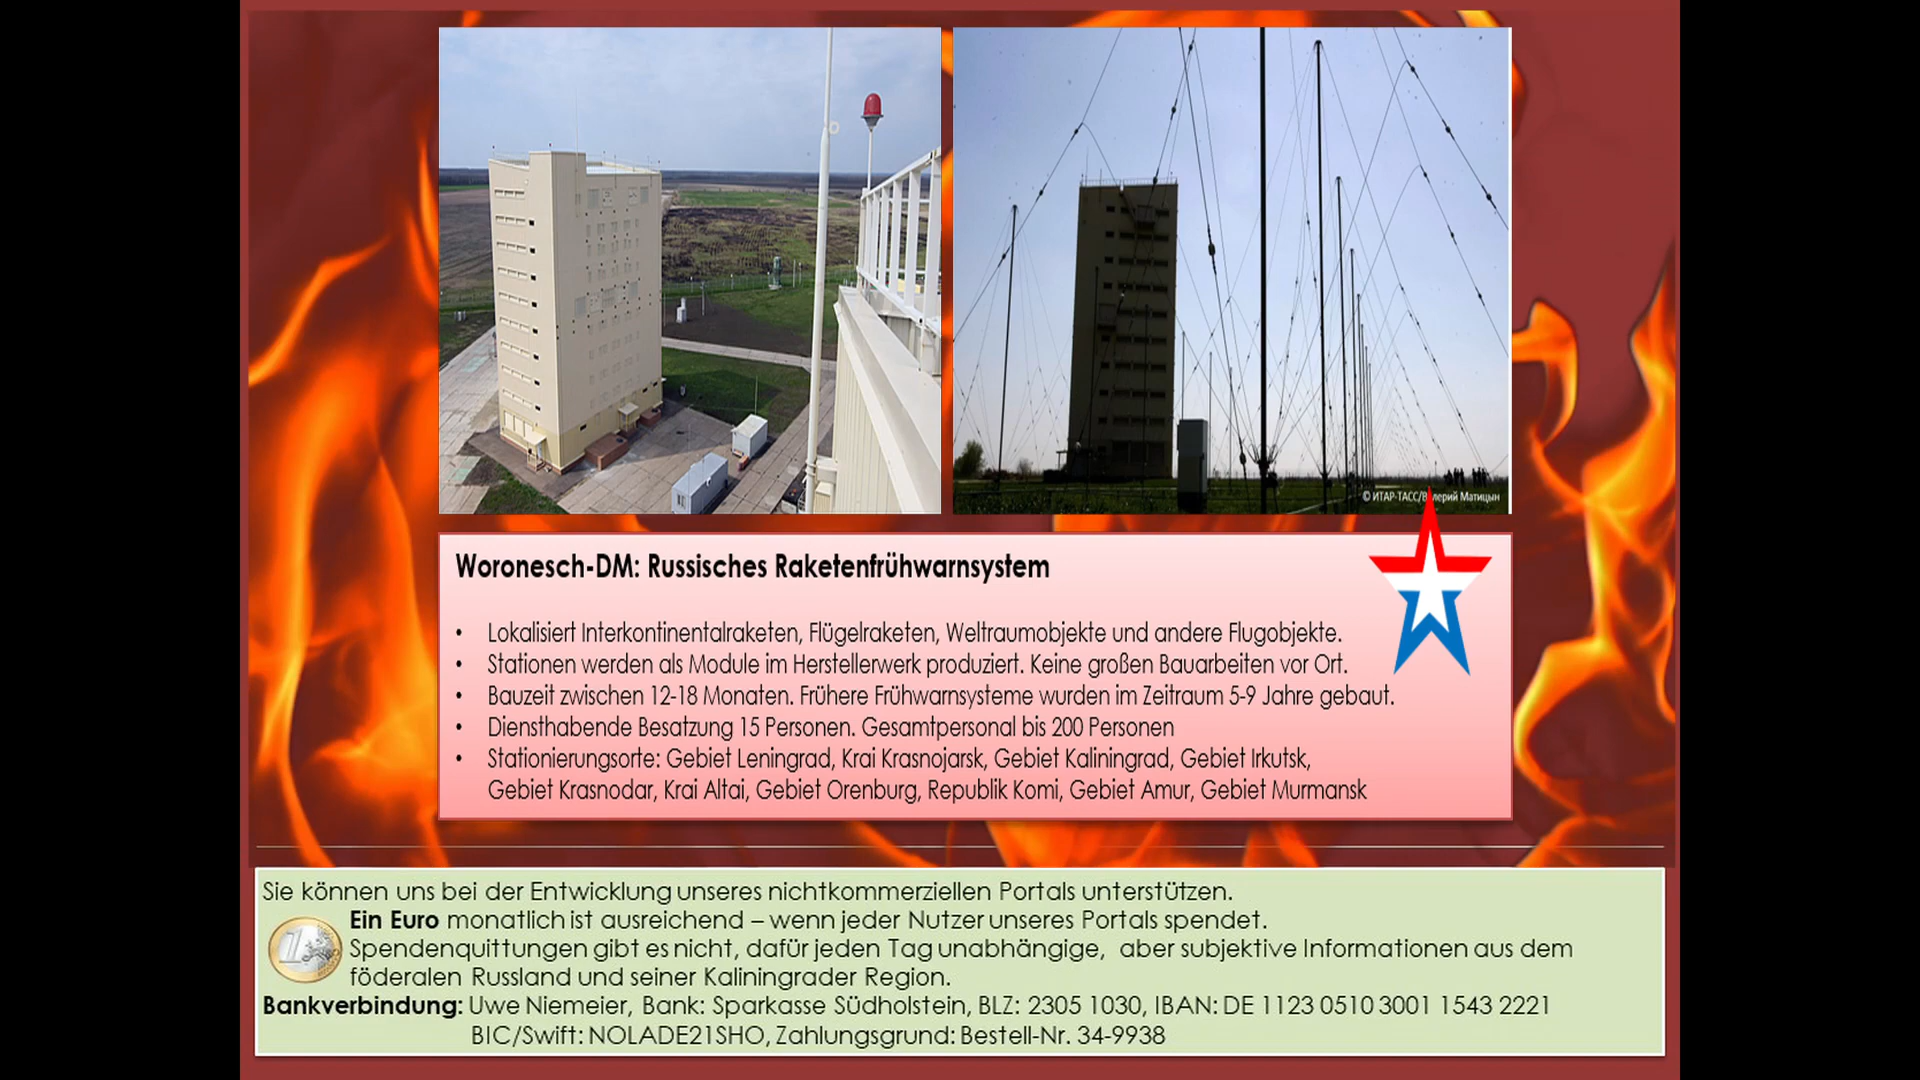 © ИТАР-ТАСС/Валерий Матицын
Woronesch-DM: Russisches Raketenfrühwarnsystem
• Lokalisiert Interkontinentalraketen, Flügelraketen, Weltraumobjekte und andere Flugobjekte.
• Stationen werden als Module im Herstellerwerk produziert. Keine großen Bauarbeiten vor Ort.
• Bauzeit zwischen 12-18 Monaten. Frühere Frühwarnsysteme wurden im Zeitraum 5-9 Jahre gebaut.
• Diensthabende Besatzung 15 Personen. Gesamtpersonal bis 200 Personen
• Stationierungsorte: Gebiet Leningrad, Krai Krasnojarsk, Gebiet Kaliningrad, Gebiet Irkutsk,
Gebiet Krasnodar, Krai Altai, Gebiet Orenburg, Republik Komi, Gebiet Amur, Gebiet Murmansk
Sie können uns bei der Entwicklung unseres nichtkommerziellen Portals unterstützen.
Ein Euro monatlich ist ausreichend – wenn jeder Nutzer unseres Portals spendet.
Spendenquittungen gibt es nicht, dafür jeden Tag unabhängige, aber subjektive Informationen aus dem
föderalen Russland und seiner Kaliningrader Region.
Bankverbindung: Uwe Niemeier, Bank: Sparkasse Südholstein, BLZ: 2305 1030, IBAN: DE 1123 0510 3001 1543 2221
BIC/Swift: NOLADE21SHO, Zahlungsgrund: Bestell-Nr. 34-9938